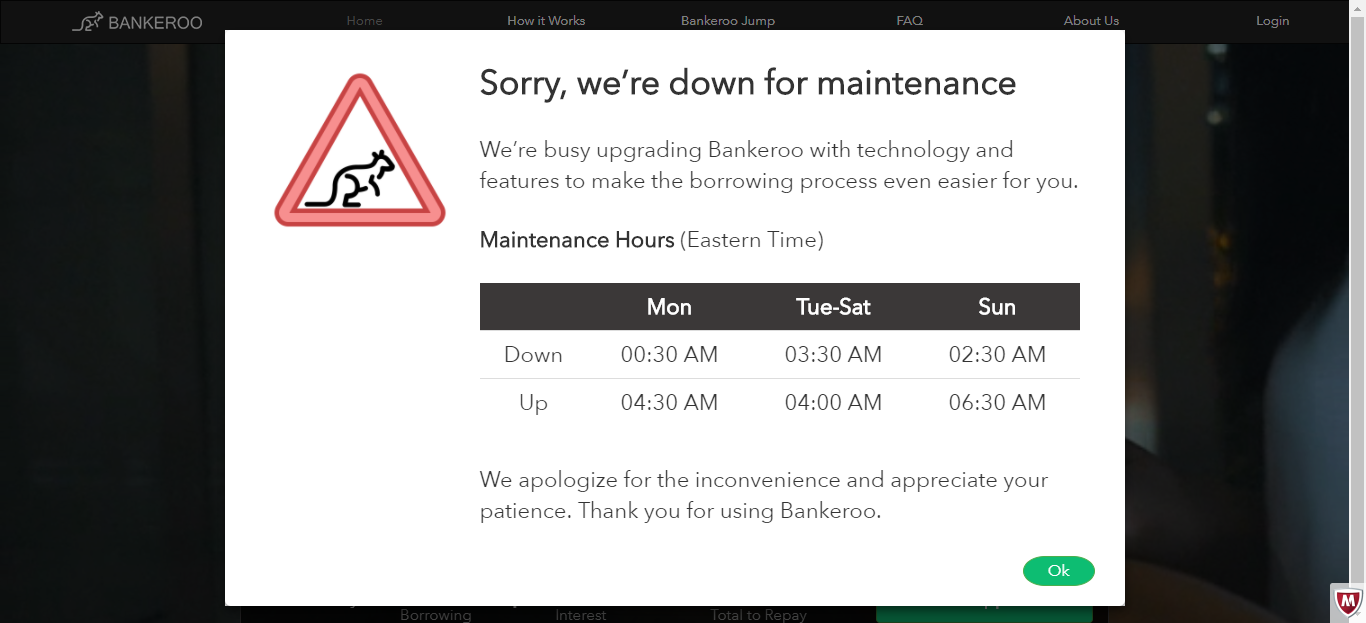 BANKEROO
Home
How it Works
Bankeroo Jump
FAQ
About Us
Login
Sorry, we’re down for maintenance
We’re busy upgrading Bankeroo with technology and
features to make the borrowing process even easier for you.
Maintenance Hours (Eastern Time)
Mon Tue-Sat Sun
Down 00:30 AM 03:30 AM 02:30 AM
Up 04:30 AM 04:00 AM 06:30 AM
We apologize for the inconvenience and appreciate your
patience. Thank you for using Bankeroo.
Ok
Borrowing Interest Total to Repay